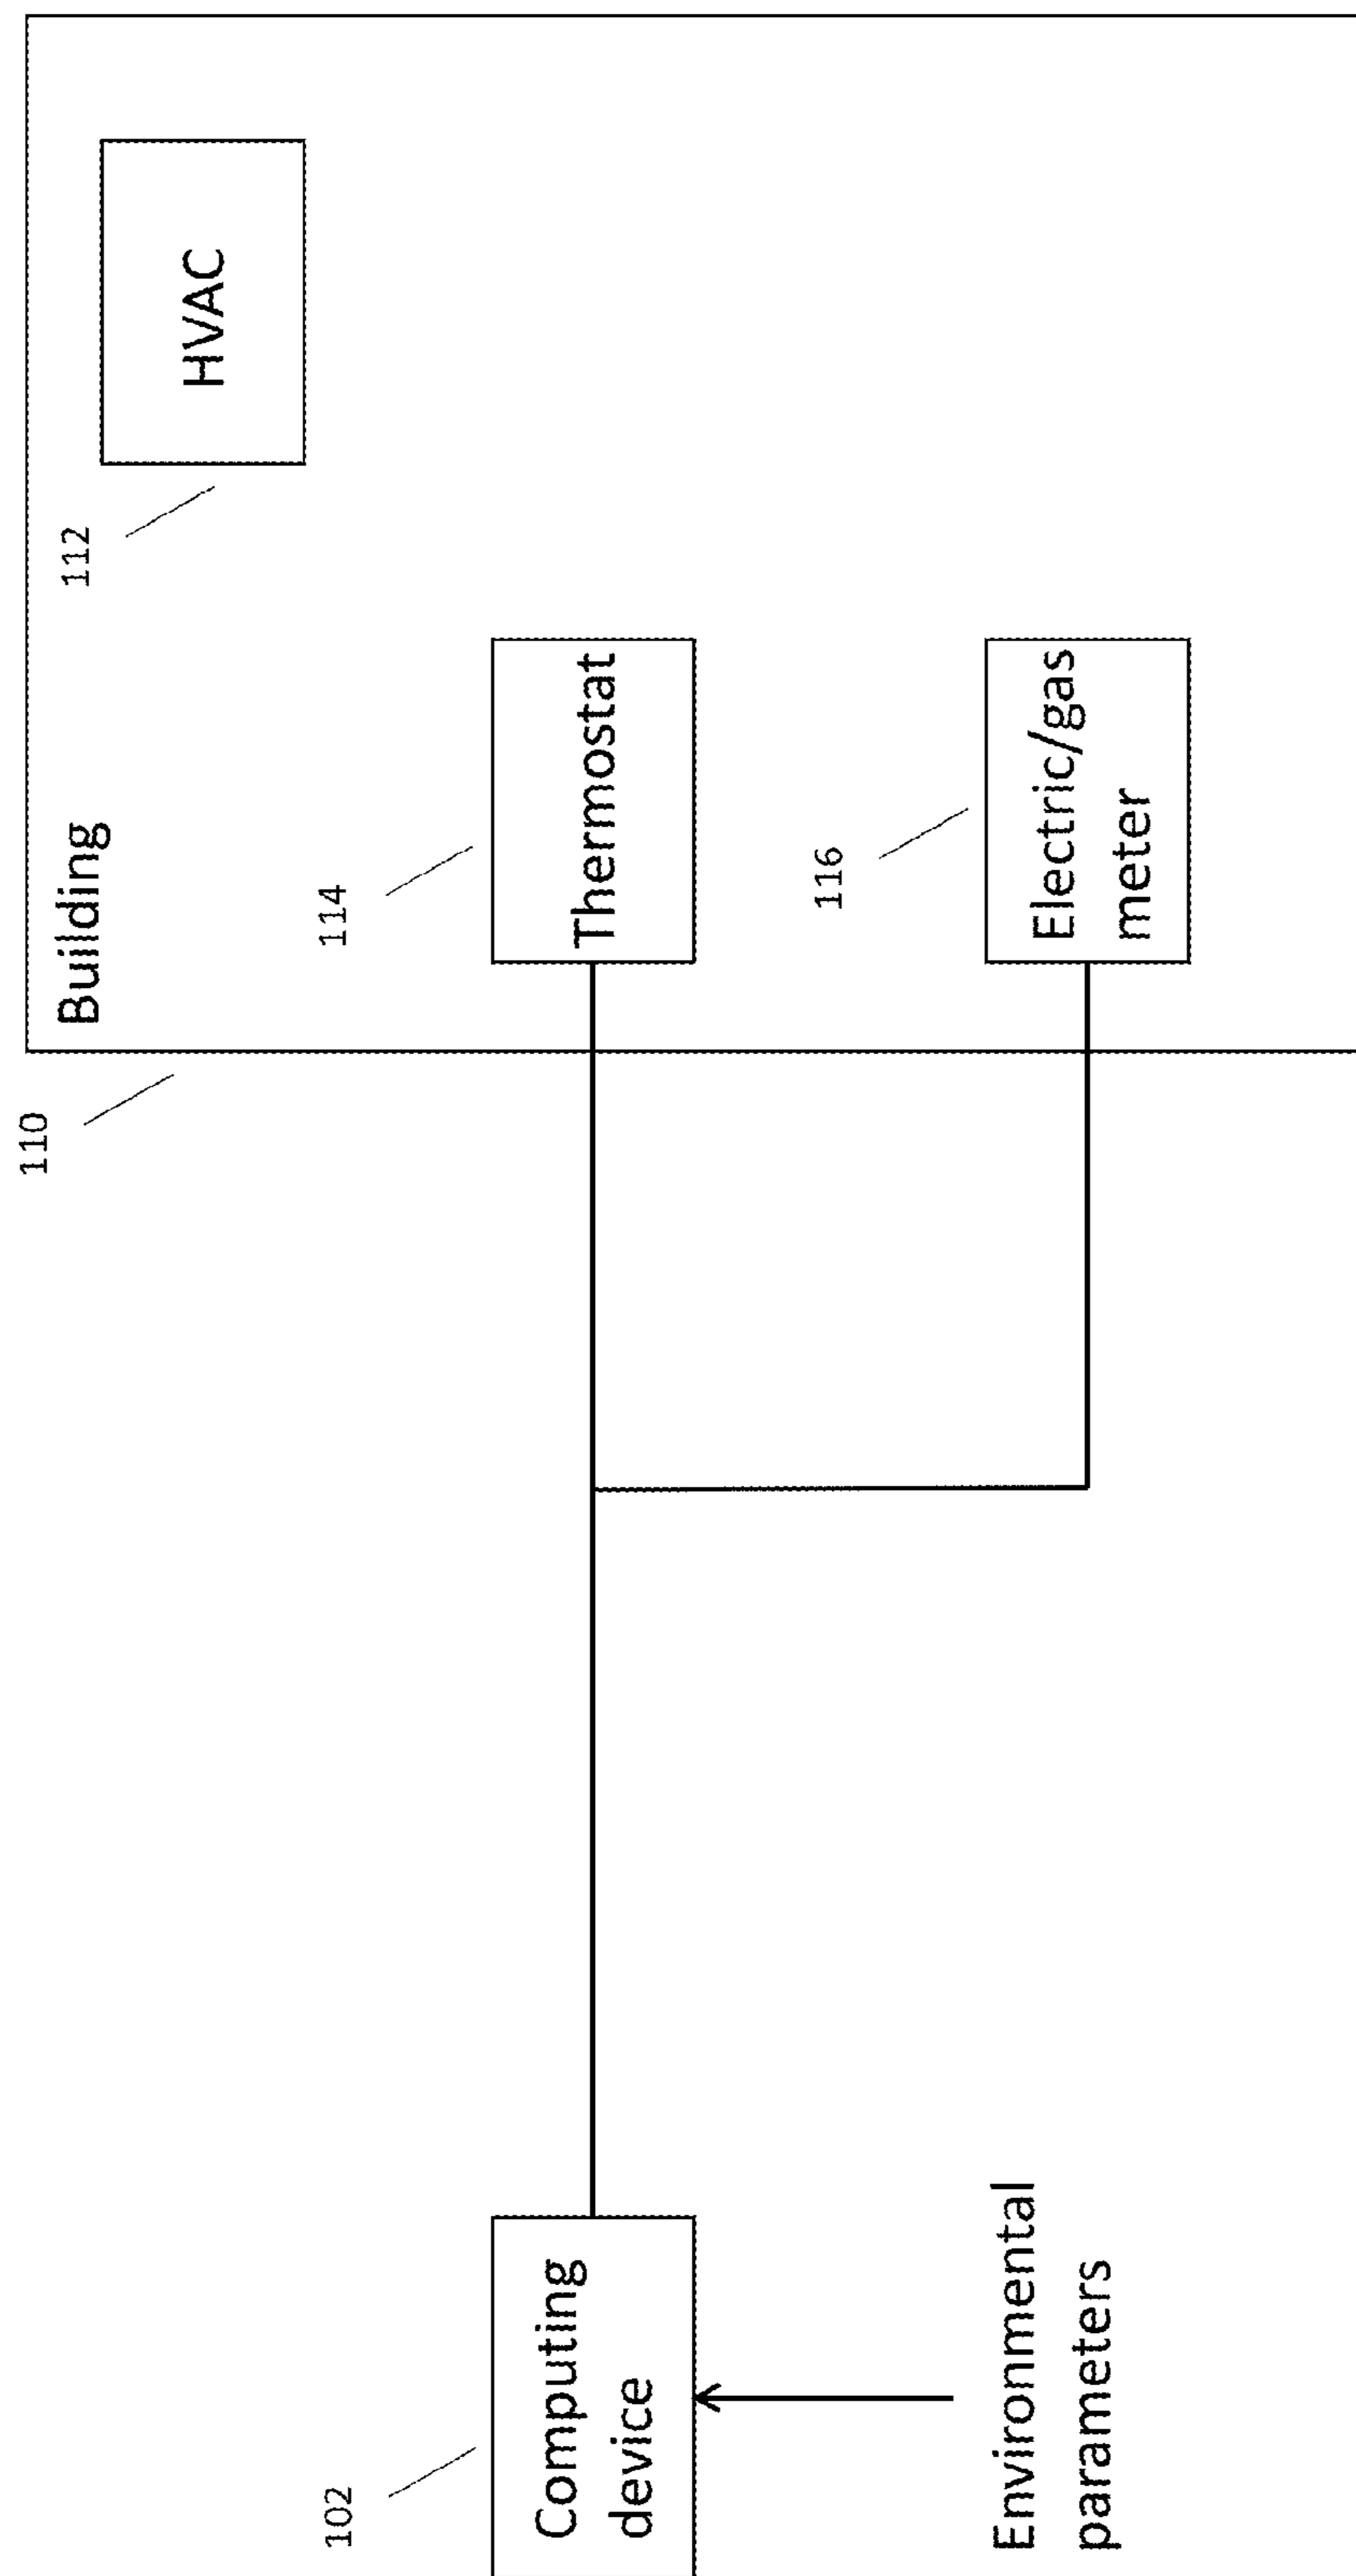 110
Building
112
HVAC
102
Computing
device
114
Thermostat
Environmental
parameters
116
Electric/gas
meter